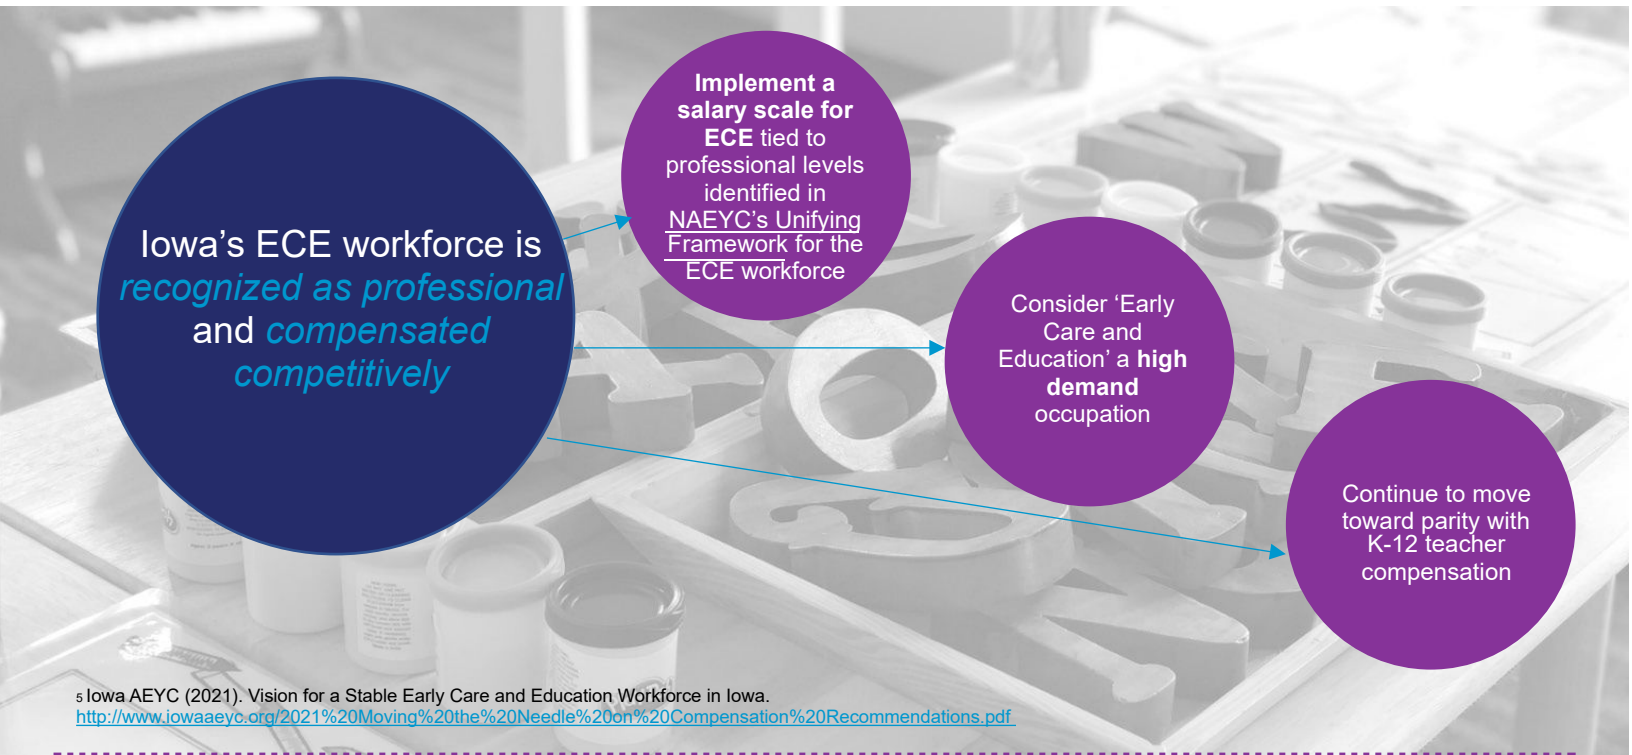 Iowa's ECE workforce is
recognized as professional
and compensated
competitively
Implement a
salary scale for
ECE tied to
professional levels
identified in
NAEYC's Unifying
Framework for the
ECE workforce
Consider ‘Early
Care and
Education’ a high
demand
occupation
Continue to move
toward parity with
K-12 teacher
compensation
5 Iowa AEYC (2021). Vision for a Stable Early Care and Education Workforce in Iowa.
http://www.iowaaeyc.org/2021%20Moving%20the%20Needle%20on%20Compensation%20Recommendations.pdf